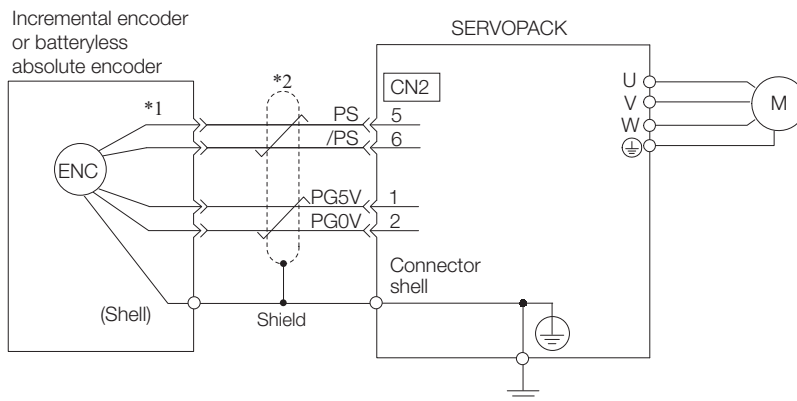 Incremental encoder
or batteryless
absolute encoder
SERVOPACK
*1
*2
CN2
ENC
PS
5
/PS
6
PG5V
1
PG0V
2
U
V
W
M
Connector
shell
(Shell)
Shield